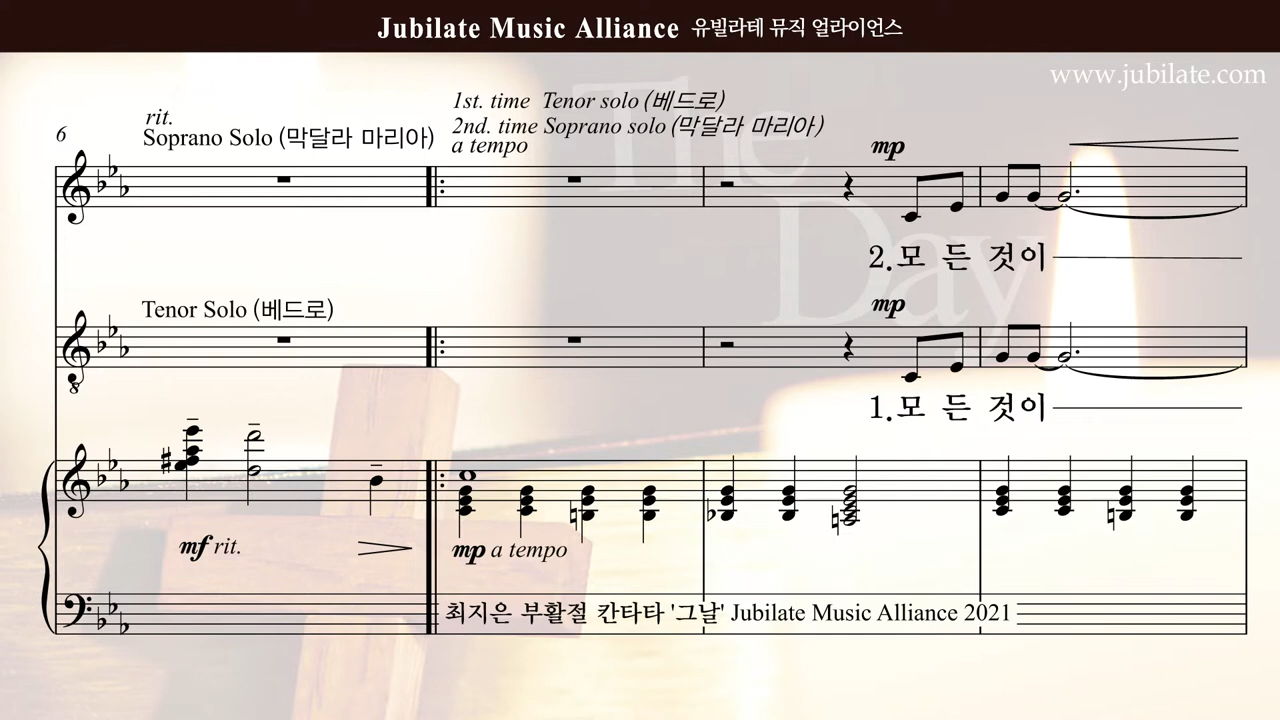 Jubilate Music Alliance 유빌라테 뮤직 얼라이언스
www.jubilate.com
The
Day
6
rit.
Soprano Solo (막달라 마리아)
1st. time Tenor solo (베드로)
2nd. time Soprano solo (막달라 마리아)
a tempo
mp
2.모 든 것이
Tenor Solo (베드로)
mp
1.모 든 것이
mf rit.
mp a tempo
최지은 부활절 칸타타 '그날' Jubilate Music Alliance 2021